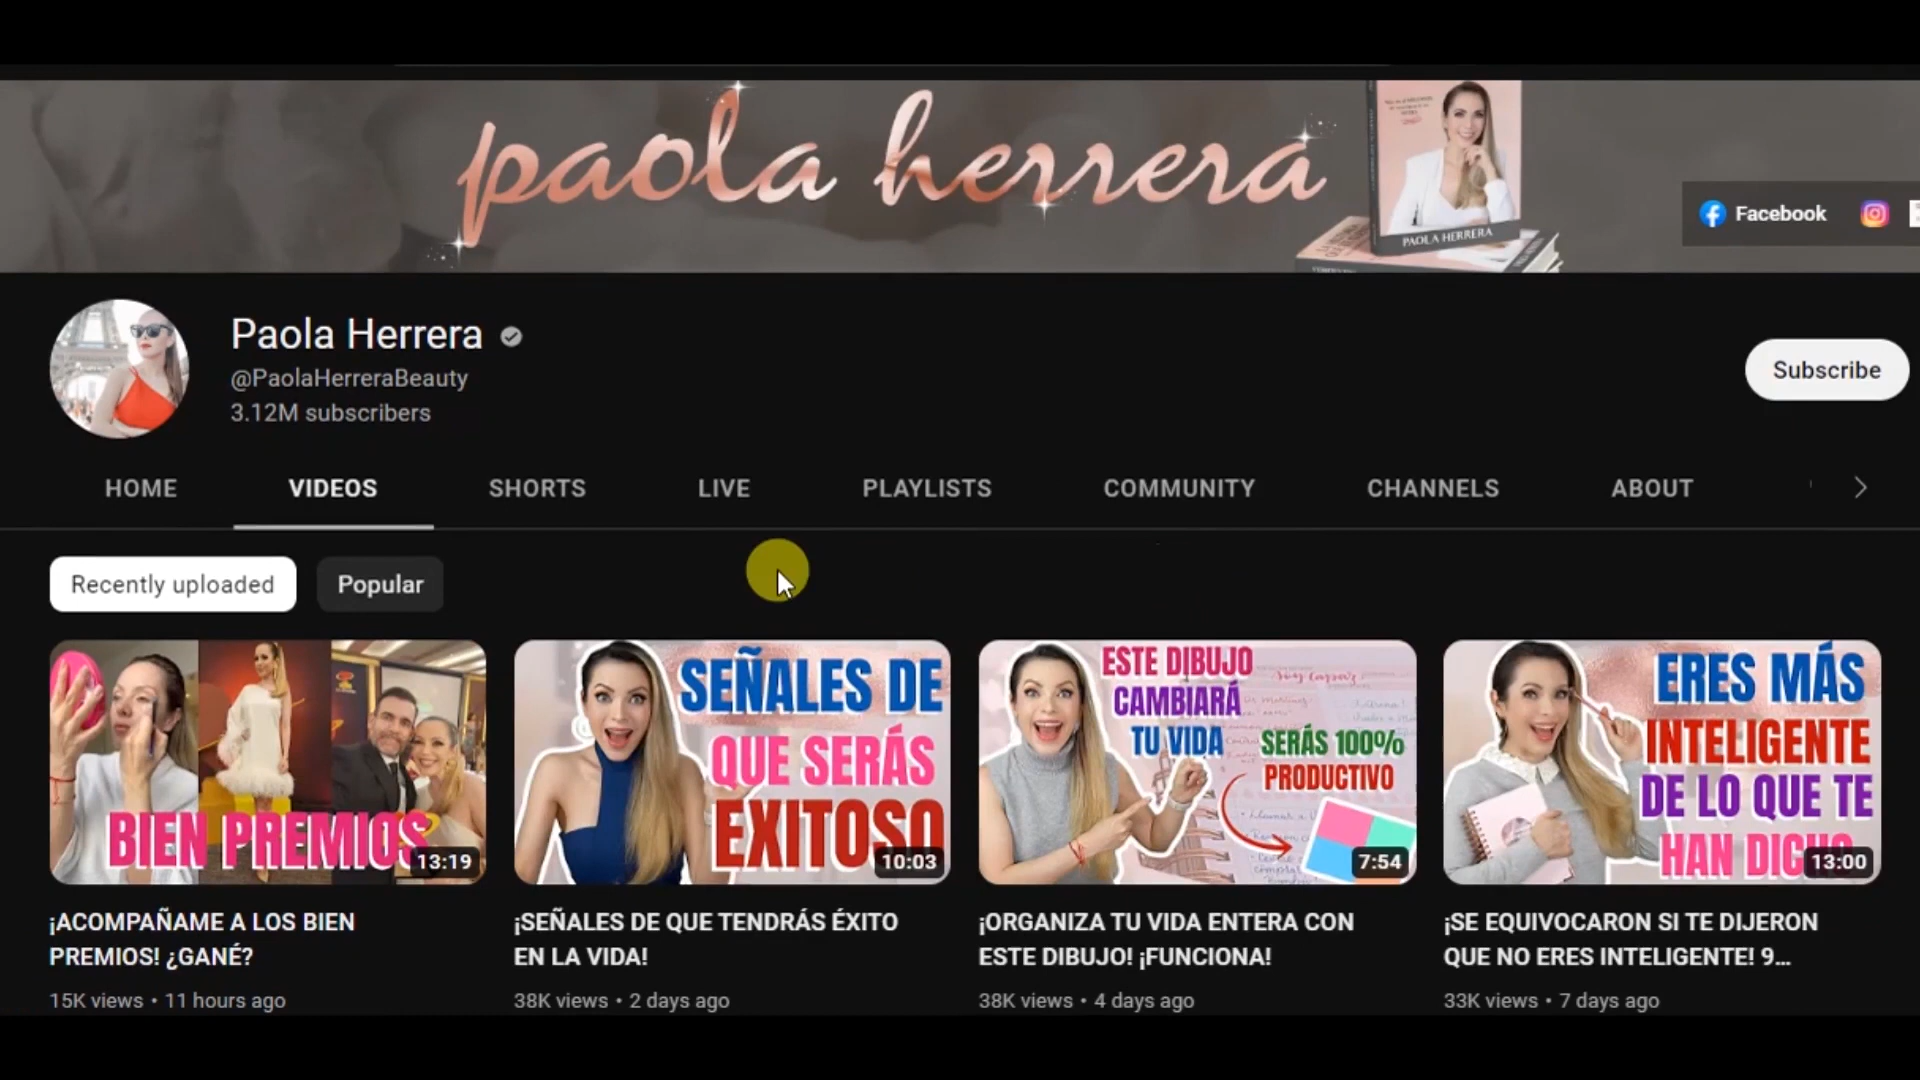 paola herrera
PAOLA HERRERA
Facebook
Paola Herrera
@PaolaHerreraBeauty
3.12M subscribers
Subscribe
HOME
VIDEOS
SHORTS
LIVE
PLAYLISTS
COMMUNITY
CHANNELS
ABOUT
Recently uploaded
Popular
BIEN PREMIOS
13:19
SEÑALES DE
QUE SERÁS
EXITOSO
10:03
ESTE DIBUJO
CAMBIARÁ
TU VIDA
SERÁS 100%
PRODUCTIVO
7:54
ERES MÁS
INTELIGENTE
DE LO QUE TE
HAN DICHO
13:00
¡ACOMPAÑAME A LOS BIEN
PREMIOS! ¿GANÉ?
15K views • 11 hours ago
¡SEÑALES DE QUE TENDRÁS ÉXITO
EN LA VIDA!
38K views • 2 days ago
¡ORGANIZA TU VIDA ENTERA CON
ESTE DIBUJO! ¡FUNCIONA!
38K views • 4 days ago
¡SE EQUIVOCARON SI TE DIJERON
QUE NO ERES INTELIGENTE! 9...
33K views • 7 days ago